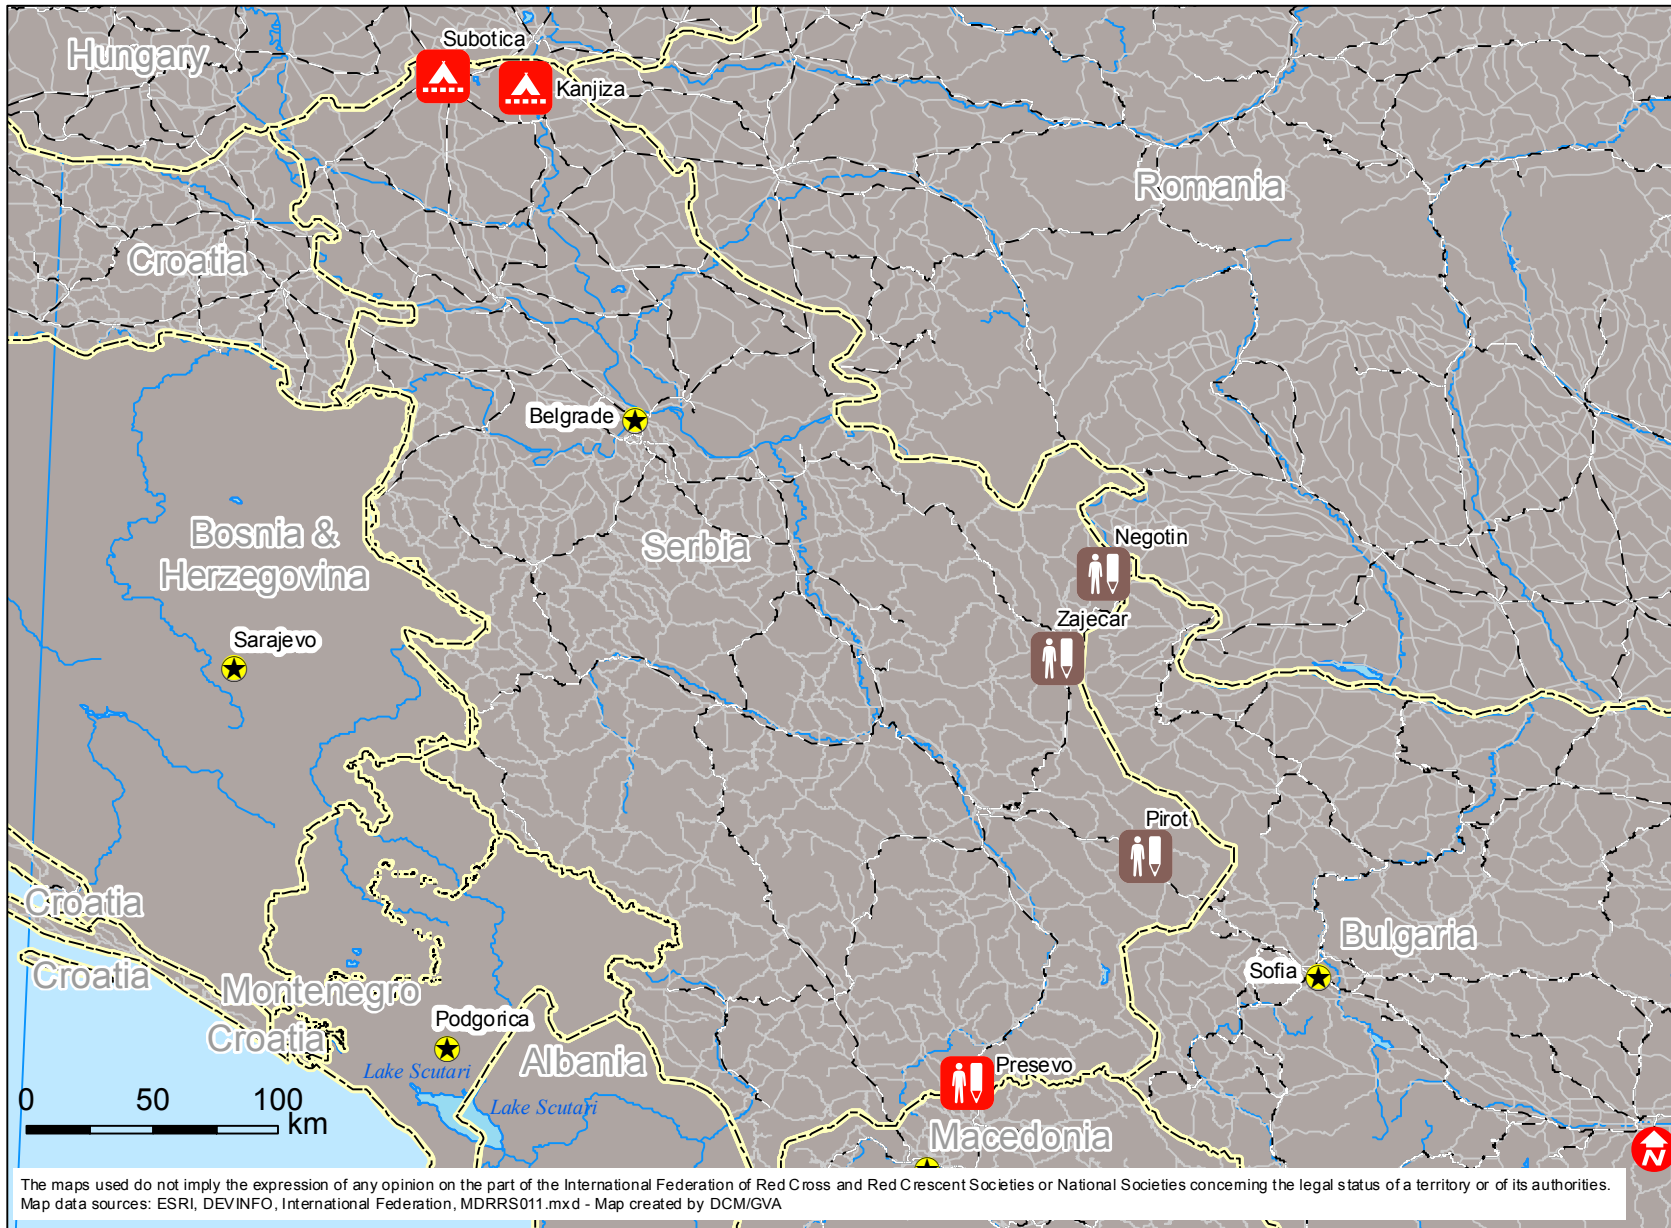 Hungary
Subotica
Kanjiza
Romania
Croatia
Belgrade
Bosnia &
Herzegovina
Serbia
Negotin
Zajecar
Sarajevo
Pirot
Croatia
Bulgaria
Croatia
Sofia
Montenegro
Podgorica
Croatia
Albania
Presevo
Lake Scutari
Lake Scutari
0 50 100
km
Macedonia
N
The maps used do not imply the expression of any opinion on the part of the International Federation of Red Cross and Red Crescent Societies or National Societies concerning the legal status of a territory or of its authorities.
Map data sources: ESRI, DEVINFO, International Federation, MDRRS011.mxd - Map created by DCM/GVA